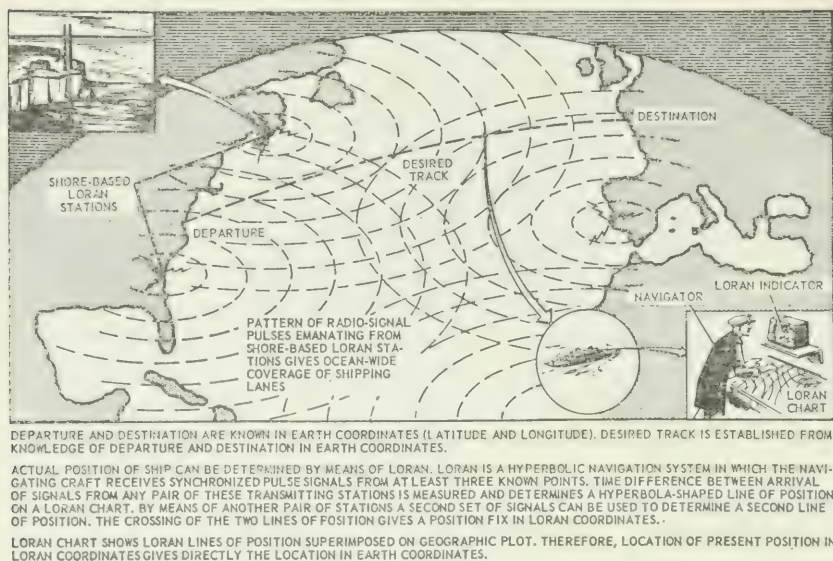 SHORE-BASED
LORAN
STATIONS
DEPARTURE
DESIRED
TRACK
DESTINATION
PATTERN OF RADIO-SIGNAL
PULSES EMANATING FROM
SHORE-BASED LORAN STA-
TIONS GIVES OCEAN-WIDE
COVERAGE OF SHIPPING
LANES
LORAN INDICATOR
NAVIGATOR
LORAN
CHART
DEPARTURE AND DESTINATION ARE KNOWN IN EARTH COORDINATES (LATITUDE AND LONGITUDE). DESIRED TRACK IS ESTABLISHED FROM
KNOWLEDGE OF DEPARTURE AND DESTINATION IN EARTH COORDINATES.
ACTUAL POSITION OF SHIP CAN BE DETERMINED BY MEANS OF LORAN. LORAN IS A HYPERBOLIC NAVIGATION SYSTEM IN WHICH THE NAVI-
GATING CRAFT RECEIVES SYNCHRONIZED PULSE SIGNALS FROM AT LEAST THREE KNOWN POINTS. TIME DIFFERENCE BETWEEN ARRIVAL
OF SIGNALS FROM ANY PAIR OF THESE TRANSMITTING STATIONS IS MEASURED AND DETERMINES A HYPERBOLA-SHAPED LINE OF POSITION
ON A LORAN CHART. BY MEANS OF ANOTHER PAIR OF STATIONS A SECOND SET OF SIGNALS CAN BE USED TO DETERMINE A SECOND LINE
OF POSITION. THE CROSSING OF THE TWO LINES OF POSITION GIVES A POSITION FIX IN LORAN COORDINATES.
LORAN CHART SHOWS LORAN LINES OF POSITION SUPERIMPOSED ON GEOGRAPHIC PLOT. THEREFORE, LOCATION OF PRESENT POSITION IN
LORAN COORDINATES GIVES DIRECTLY THE LOCATION IN EARTH COORDINATES.